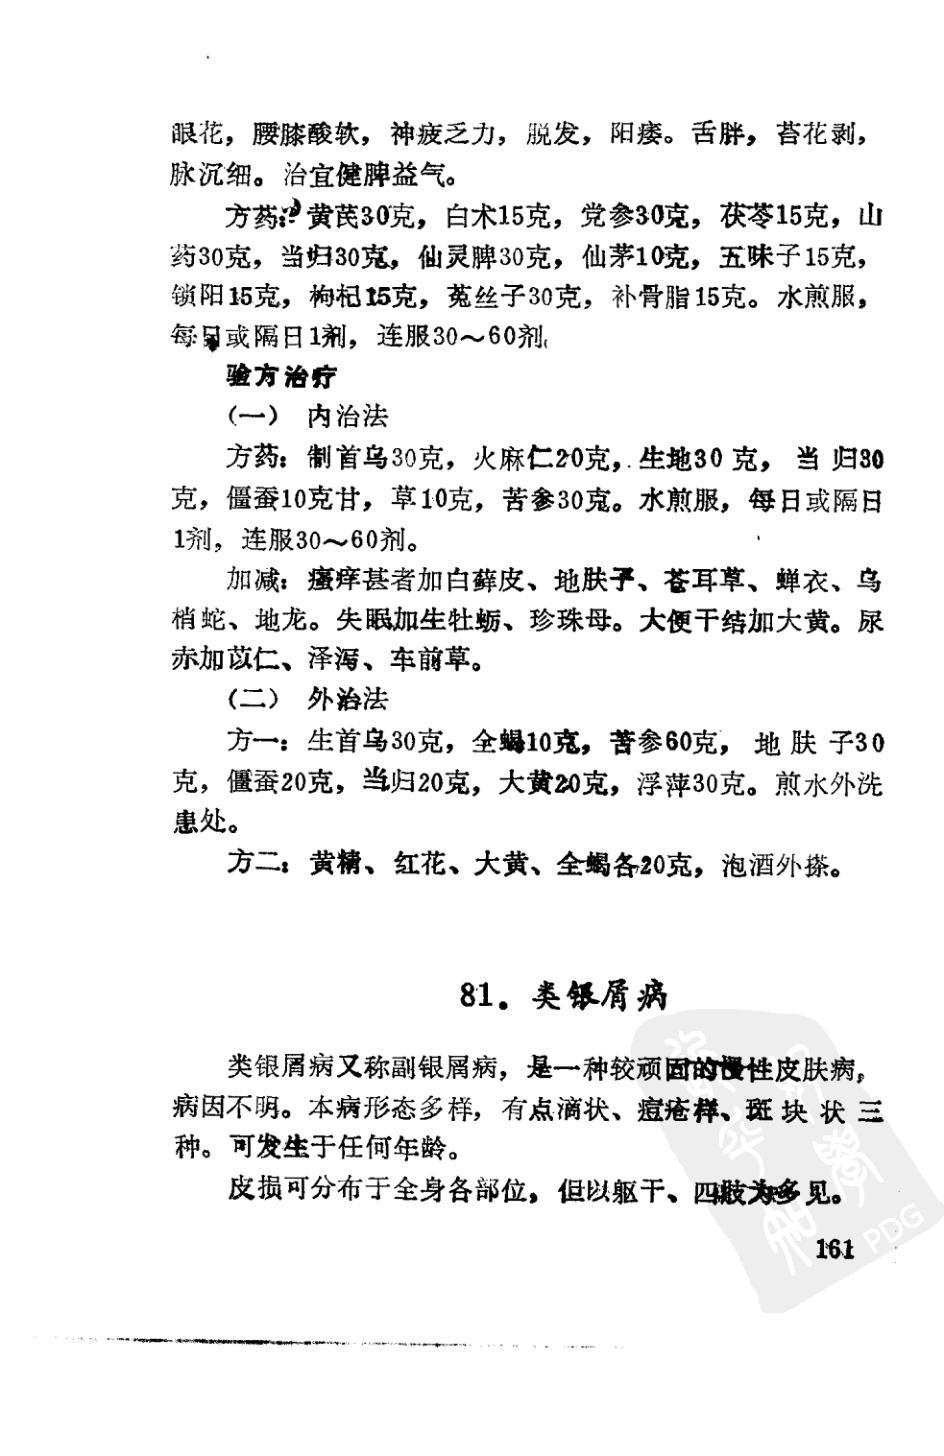 眼花，腰膝酸软，神疲乏力，脱发，阳痿。舌胖，苔花剥，
脉沉细。治宜健脾益气。
方药：黄芪30克，白术15克，党参30克，茯苓15克，山
药30克，当归30克，仙灵脾30克，仙茅10克，五味子15克，
锁阳15克，枸杞15克，菟丝子30克，补骨脂15克。水煎服，
每日或隔日1剂，连服30～60剂。
验方治疗
（一） 内治法
方药：制首乌30克，火麻仁20克，生地30克，当归30
克，僵蚕10克甘，草10克，苦参30克。水煎服，每日或隔日
1剂，连服30～60剂。
加减：瘙痒甚者加白藓皮、地肤子、苍耳草、蝉衣、乌
梢蛇、地龙。失眠加生牡蛎、珍珠母。大便干结加大黄。尿
赤加苡仁、泽泻、车前草。
（二） 外治法
方一：生首乌30克，全蝎10克，苦参60克，地肤子30
克，僵蚕20克，当归20克，大黄20克，浮萍30克。煎水外洗
患处。
方二：黄精、红花、大黄、全蝎各20克，泡酒外搽。
81。类银屑病
类银屑病又称副银屑病，是一种较顽固的慢性皮肤病，
病因不明。本病形态多样，有点滴状、痘疮样、斑块状三
种。可发生于任何年龄。
皮损可分布于全身各部位，但以躯干、四肢为多见。
161
PDG